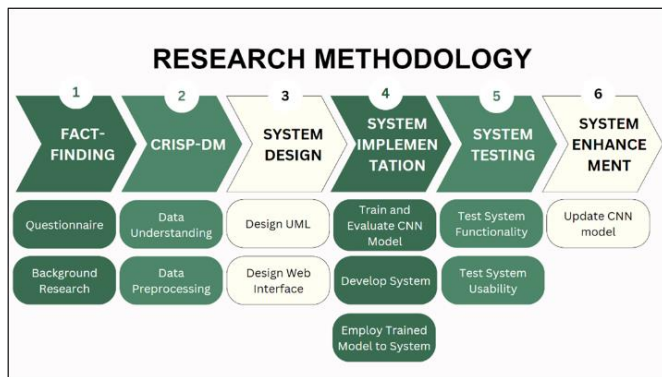 RESEARCH METHODOLOGY
1
2
3
4
5
6
FACT-
FINDING
CRISP-DM
SYSTEM
DESIGN
SYSTEM
IMPLEMEN
TATION
SYSTEM
TESTING
SYSTEM
ENHANCE
MENT
Questionnaire
Background
Research
Data
Understanding
Data
Preprocessing
Design UML
Design Web
Interface
Train and
Evaluate CNN
Model
Develop System
Employ Trained
Model to System
Test System
Functionality
Test System
Usability
Update CNN
model